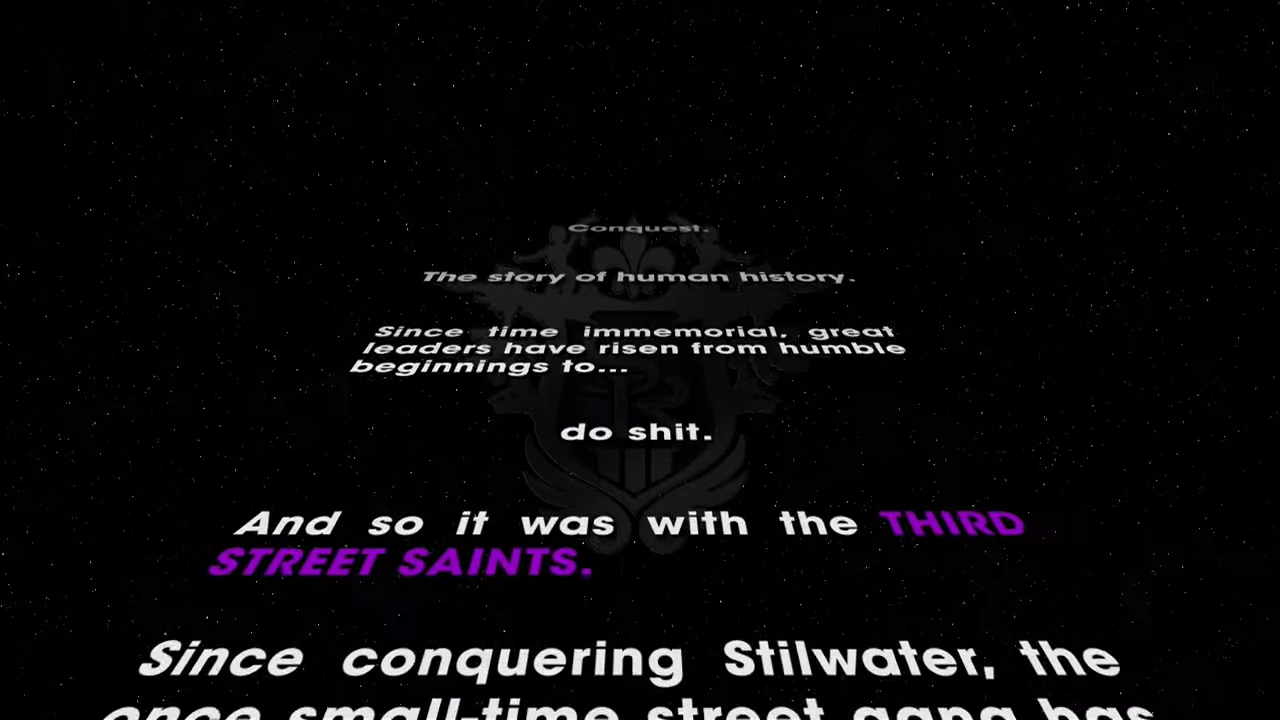 Conquest.
The story of human history.
Since time immemorial, great
leaders have risen from humble
beginnings to...
do shit.
And so it was with the THIRD
STREET SAINTS.
Since conquering Stilwater, the
once small-time street gang has